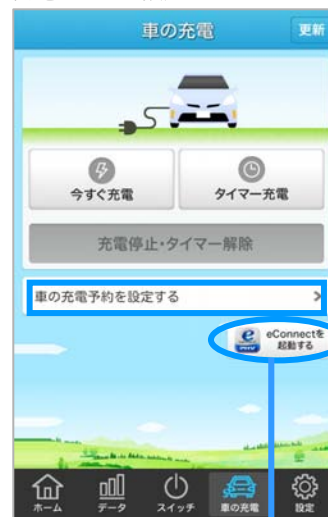 車の充電
更新
今すぐ充電
タイマー充電
充電停止・タイマー解除
車の充電予約を設定する
eConnectを
起動する
ホーム
データ
スイッチ
車の充電
設定